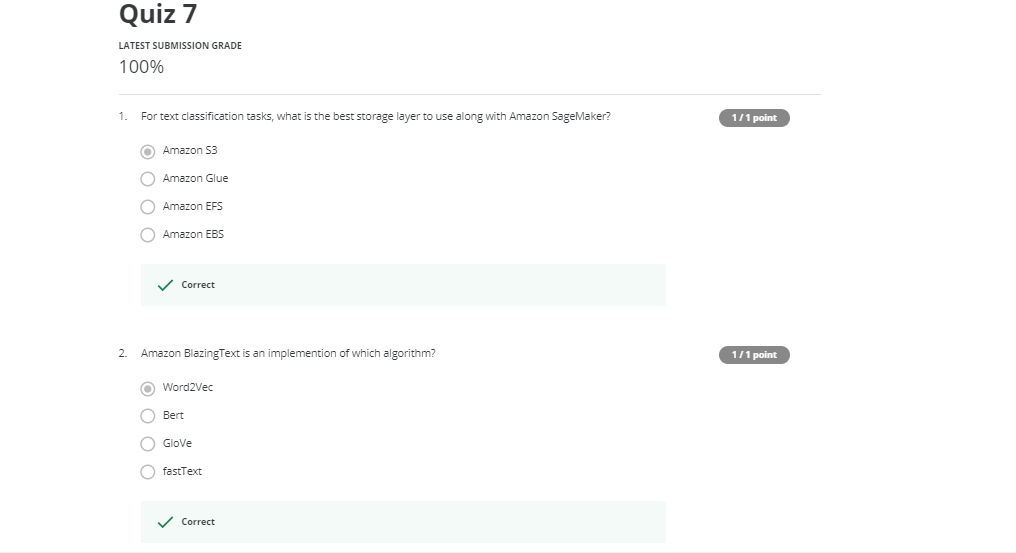 Quiz 7
LATEST SUBMISSION GRADE
100%
1. For text classification tasks, what is the best storage layer to use along with Amazon SageMaker?
1 / 1 point
Amazon S3
Amazon Glue
Amazon EFS
Amazon EBS
Correct
2. Amazon BlazingText is an implemention of which algorithm?
1 / 1 point
Word2Vec
Bert
GloVe
fastText
Correct